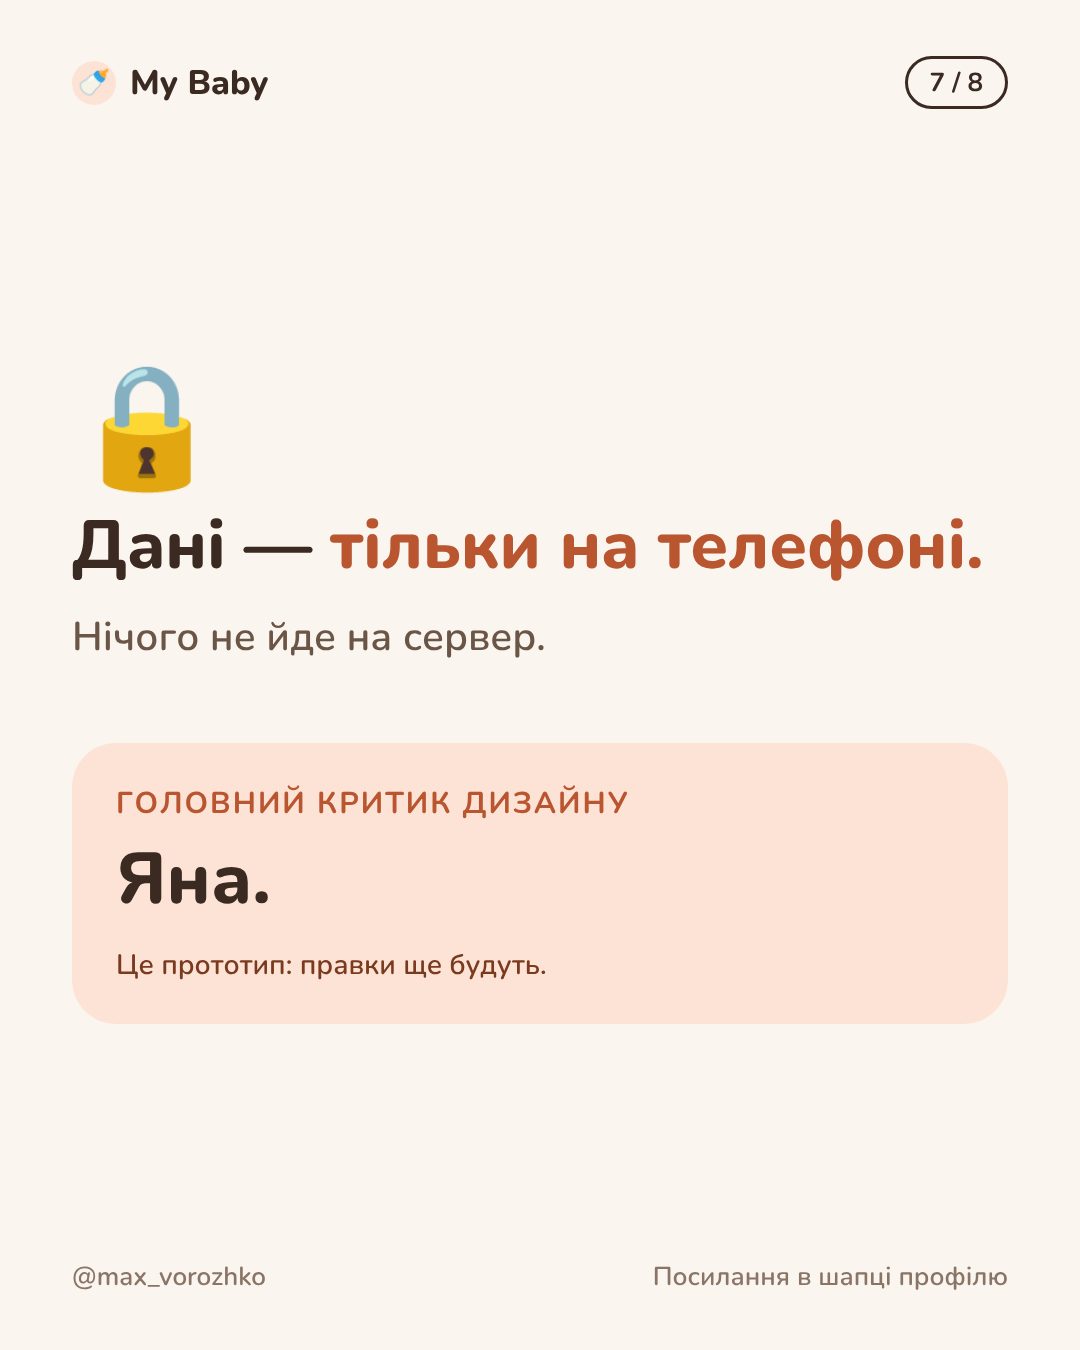 My Baby
7 / 8
Дані — тільки на телефоні.
Нічого не йде на сервер.
ГОЛОВНИЙ КРИТИК ДИЗАЙНУ
Яна.
Це прототип: правки ще будуть.
@max_vorozhko
Посилання в шапці профілю